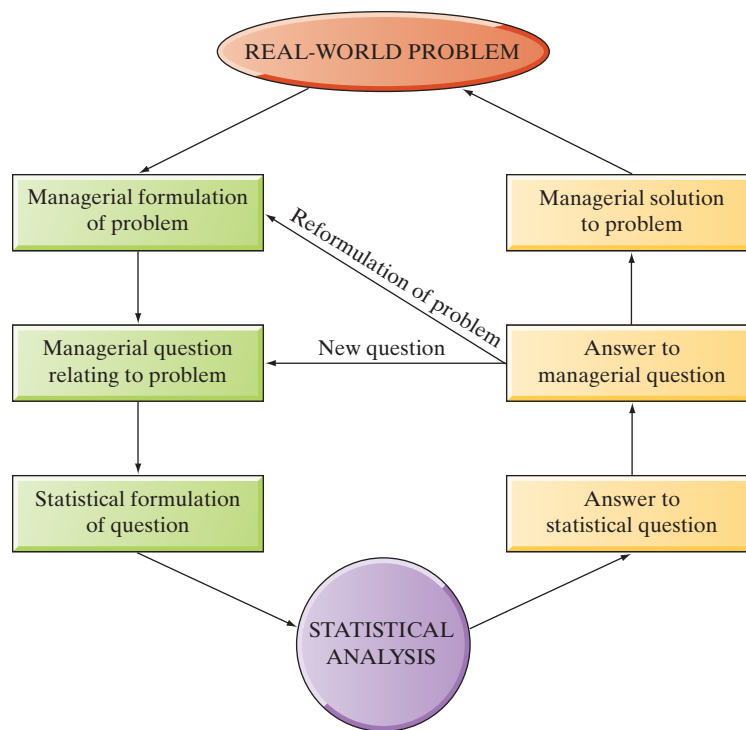 REAL-WORLD PROBLEM
Managerial formulation
of problem
Managerial solution
to problem
Reformulation of problem
Managerial question
relating to problem
New question
Answer to
managerial question
Statistical formulation
of question
Answer to
statistical question
STATISTICAL
ANALYSIS